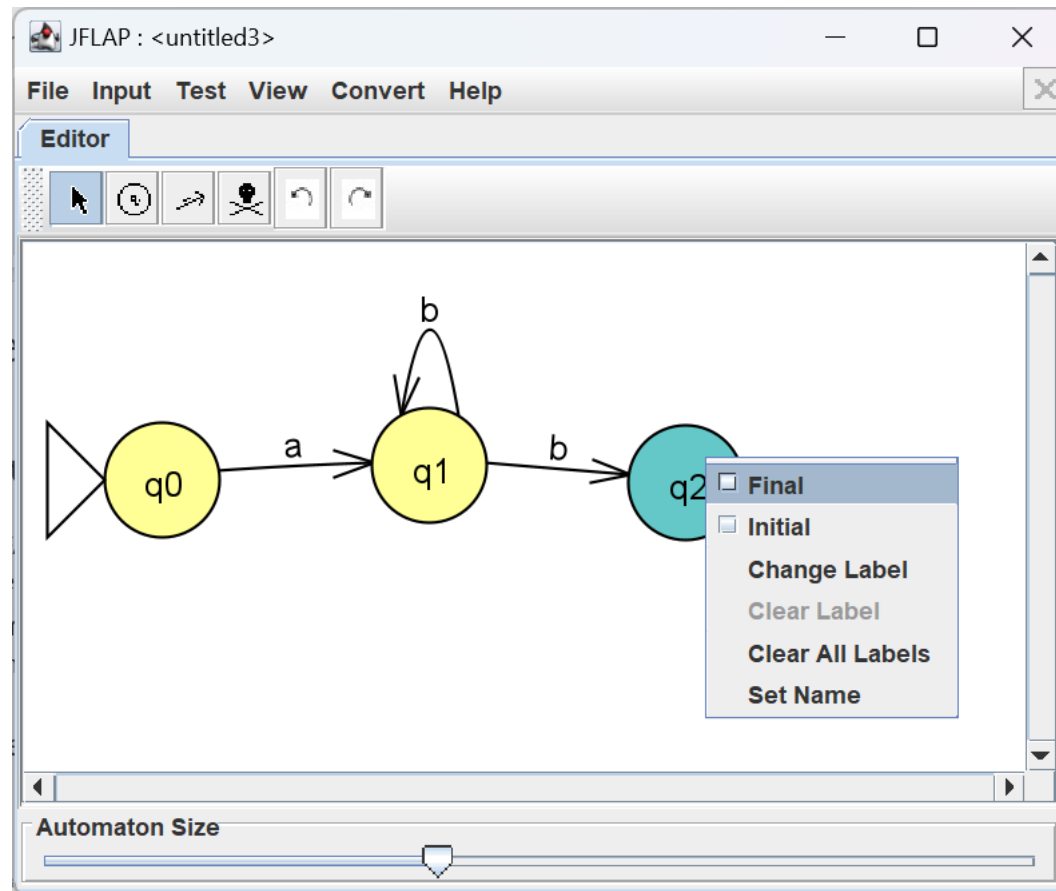 JFLAP : <untitled3>
File Input Test View Convert Help
Editor
b
a
b
q0
q1
q2
Final
Initial
Change Label
Clear Label
Clear All Labels
Set Name
Automaton Size